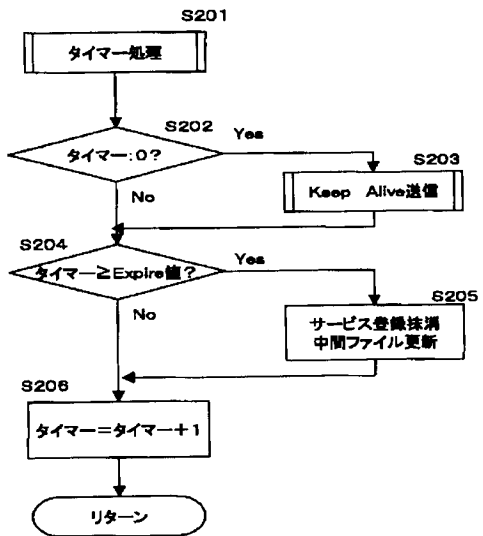 S201
タイマー処理
S202
タイマー:0?
Yes
No
S203
Keep Alive送信
S204
タイマー≧Expire値?
Yes
No
S205
サービス登録抹消
中間ファイル更新
S206
タイマー=タイマー+1
リターン